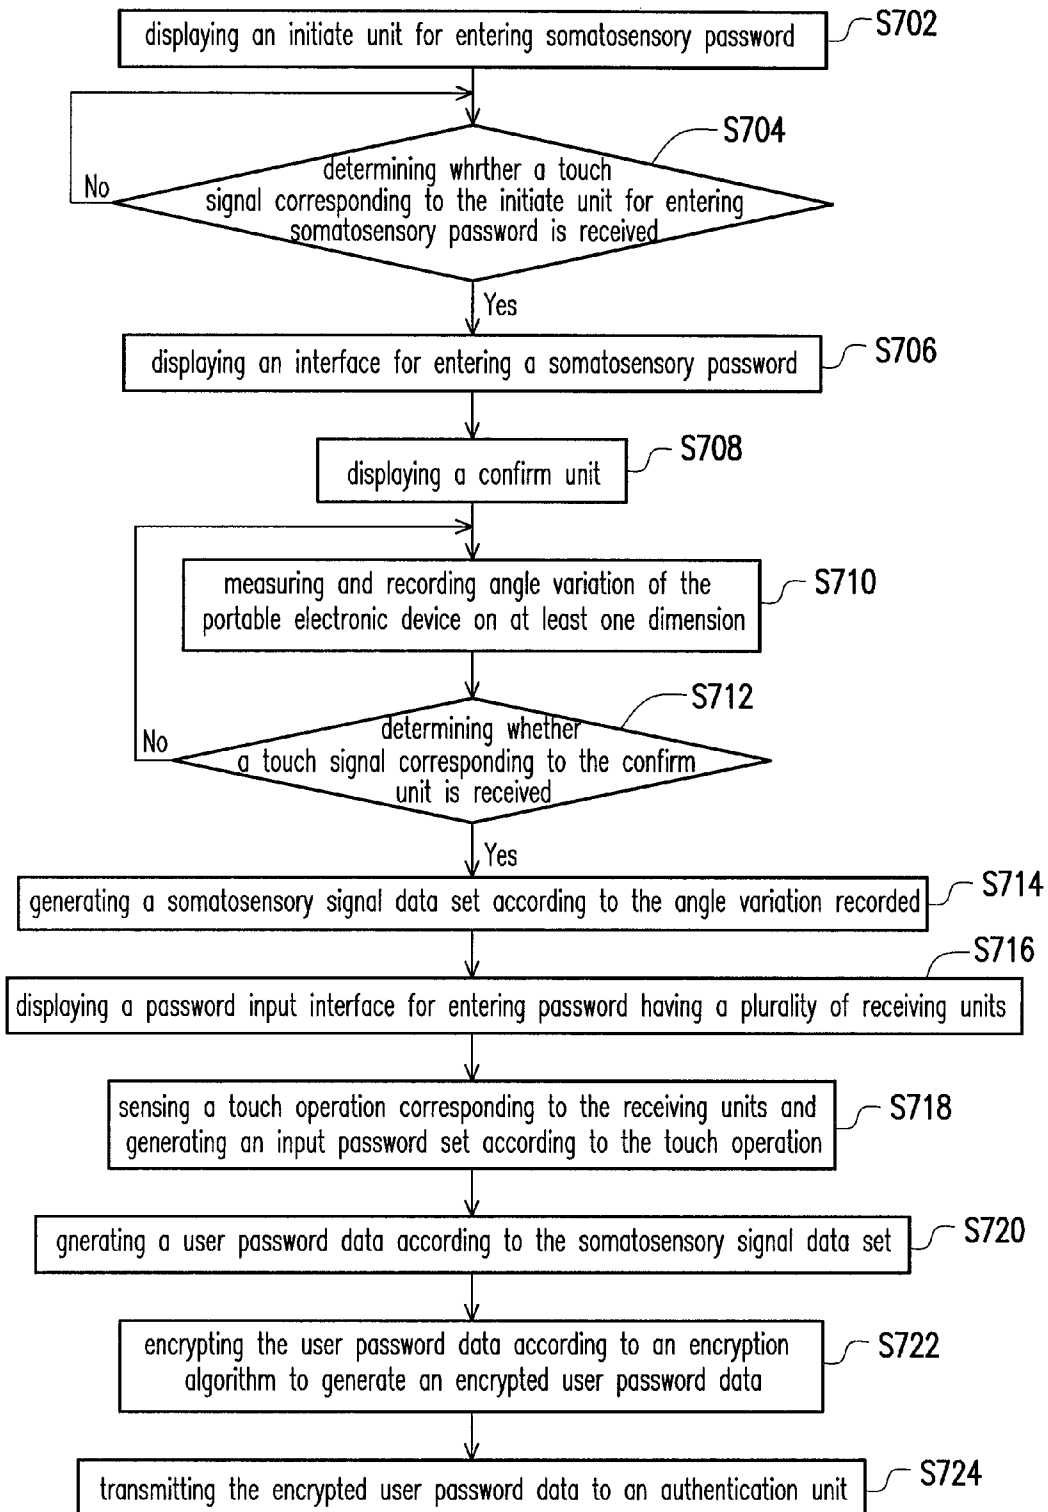 displaying an initiate unit for entering somatosensory password
S702
S704
determining whrther a touch
signal corresponding to the initiate unit for entering
somatosensory password is received
No
Yes
displaying an interface for entering a somatosensory password
S706
displaying a confirm unit
S708
measuring and recording angle variation of the
portable electronic device on at least one dimension
S710
S712
determining whether
a touch signal corresponding to the confirm
unit is received
No
Yes
generating a somatosensory signal data set according to the angle variation recorded
S714
S716
displaying a password input interface for entering password having a plurality of receiving units
sensing a touch operation corresponding to the receiving units and
generating an input password set according to the touch operation
S718
gnerating a user password data according to the somatosensory signal data set
S720
encrypting the user password data according to an encryption
algorithm to generate an encrypted user password data
S722
transmitting the encrypted user password data to an authentication unit
S724